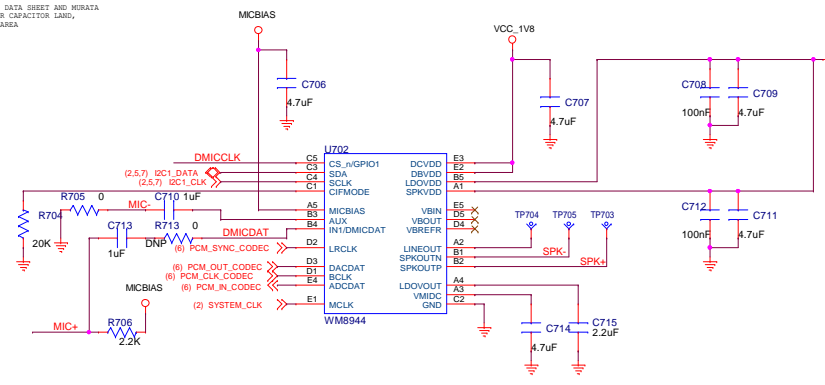 DATA SHEET AND MURATA
R CAPACITOR LAND,
AREA
MICBIAS
VCC_1V8
C706
4.7uF
C707
4.7uF
C708
100nF
C709
4.7uF
U702
DMICCLK
C5 CS_n/GPIO1
(2,5,7) I2C1_DATA C3 SDA
(2,5,7) I2C1_CLK C4 SCLK
C1 CIFMODE
DCVDD E3
DBVDD E2
LDOVDD B5
SPKVDD A1
R704
20K
R705 0
MIC-
C710 1uF
A5 MICBIAS
B3 AUX
B4 IN1/DMICDAT
C713
1uF
R713 0
DNP
DMICDAT
VBIN E5
VBOUT D5
VBREFR D4
TP704 TP705 TP703
C712
100nF
C711
4.7uF
(6) PCM_SYNC_CODEC D2 LRCLK
(6) PCM_OUT_CODEC D3 DACDAT
(6) PCM_CLK_CODEC D1 BCLK
(6) PCM_IN_CODEC E4 ADCDAT
(2) SYSTEM_CLK E1 MCLK
LINEOUT A2
SPKOUTN B1 SPK-
SPKOUTP B2 SPK+
LDOVOUT A4
VMIDC A3
GND C2
WM8944
MICBIAS
MIC+
R706
2.2K
C714
4.7uF
C715
2.2uF